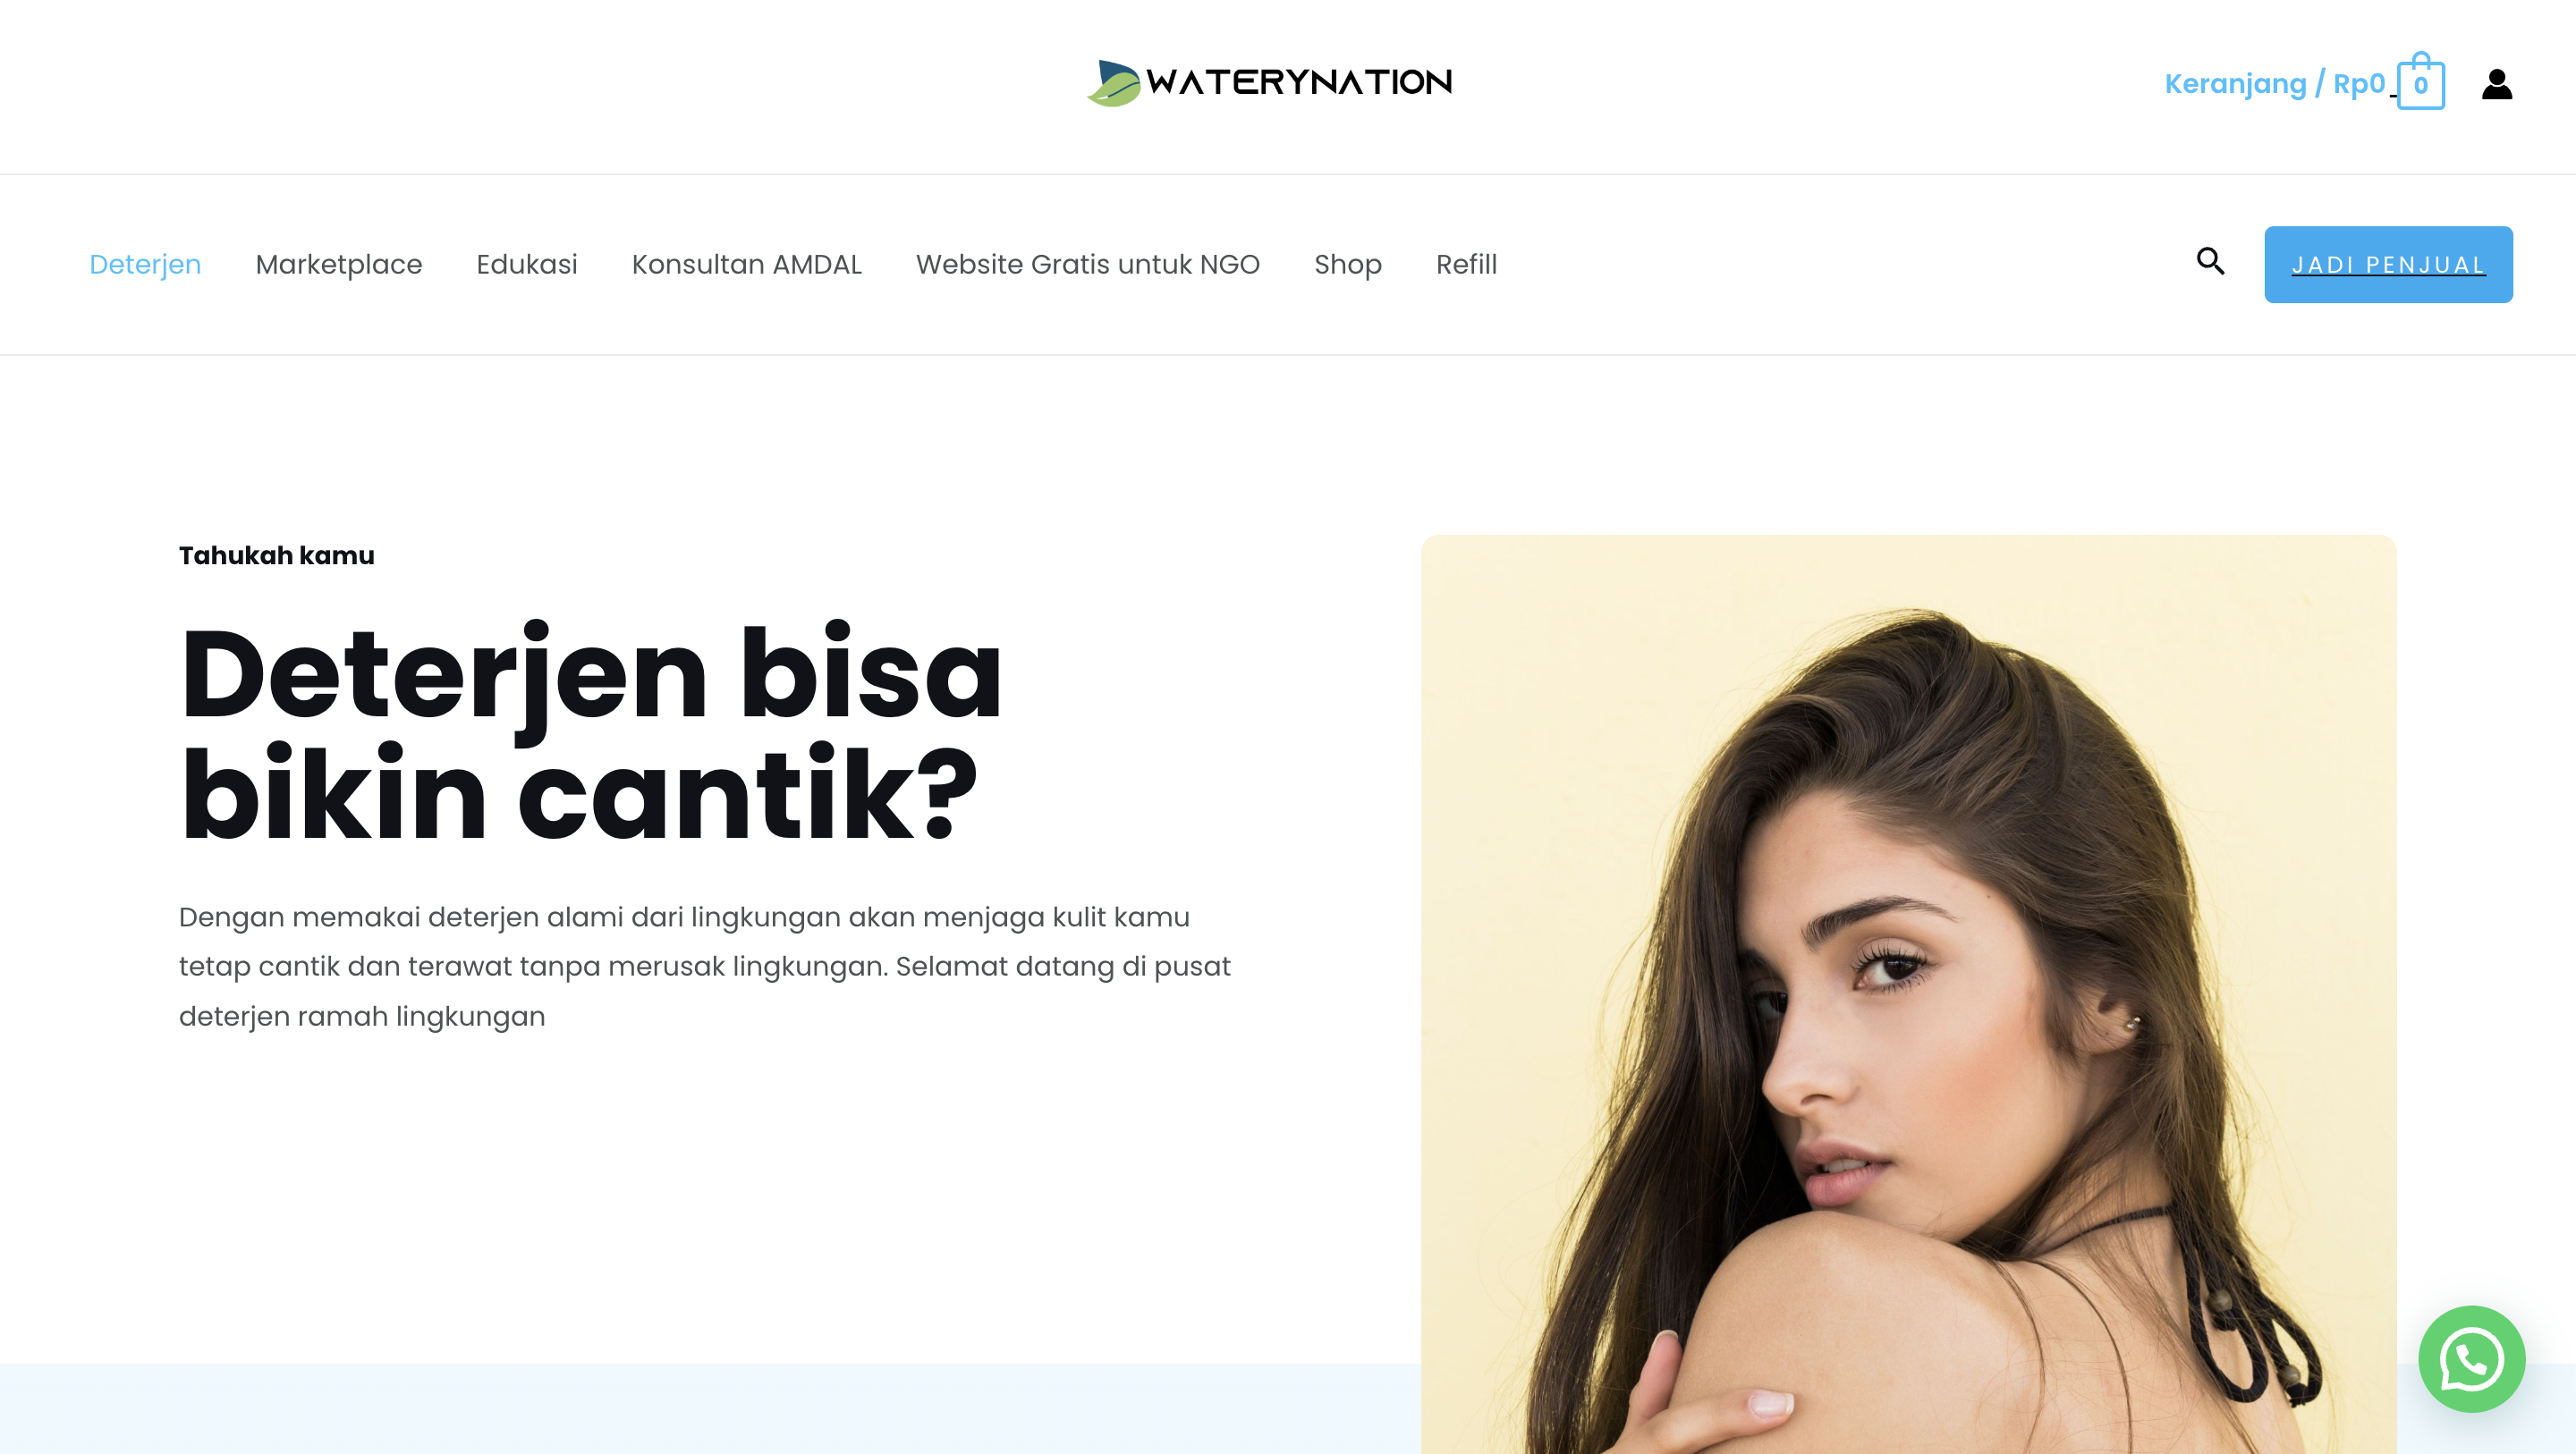 WATERYNATION
Keranjang / Rp0 0
Deterjen Marketplace Edukasi Konsultan AMDAL Website Gratis untuk NGO Shop Refill
JADI PENJUAL
Tahukah kamu
Deterjen bisa
bikin cantik?
Dengan memakai deterjen alami dari lingkungan akan menjaga kulit kamu
tetap cantik dan terawat tanpa merusak lingkungan. Selamat datang di pusat
deterjen ramah lingkungan